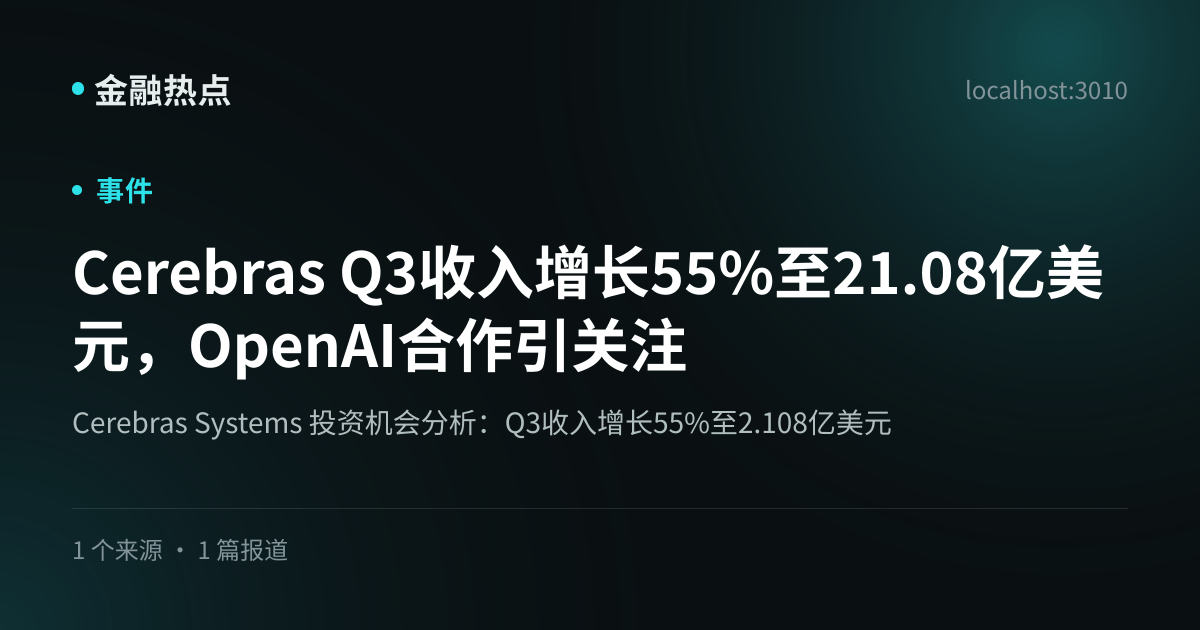 金融热点
localhost:3010
事件
Cerebras Q3收入增长55%至21.08亿美
元，OpenAI合作引关注
Cerebras Systems 投资机会分析：Q3收入增长55%至2.108亿美元
1 个来源 · 1 篇报道